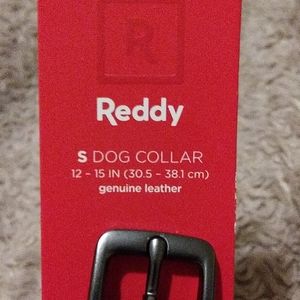 R
Reddy
S DOG COLLAR
12 – 15 IN (30.5 – 38.1 cm)
genuine leather